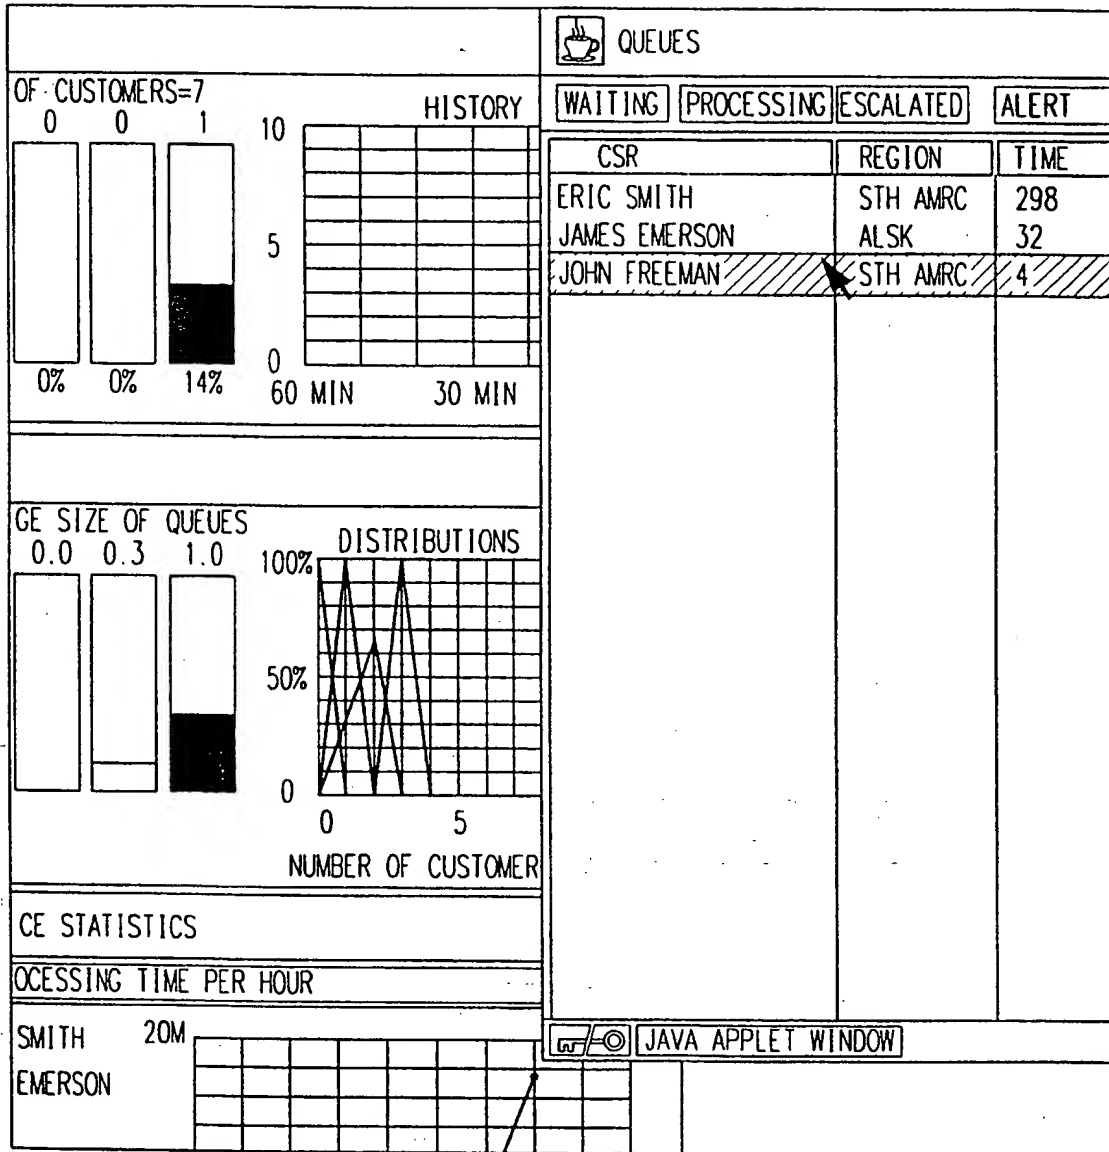 OF CUSTOMERS=7
0 0 1
0% 0% 14%
HISTORY
10
5
0
60 MIN 30 MIN
GE SIZE OF QUEUES
0.0 0.3 1.0
DISTRIBUTIONS
100%
50%
0
0 5
NUMBER OF CUSTOMER
CE STATISTICS
OCESSING TIME PER HOUR
SMITH 20M
EMERSON
QUEUES
WAITING PROCESSING ESCALATED ALERT
CSR REGION TIME
ERIC SMITH STH AMRC 298
JAMES EMERSON ALSK 32
JOHN FREEMAN STH AMRC 4
JAVA APPLET WINDOW